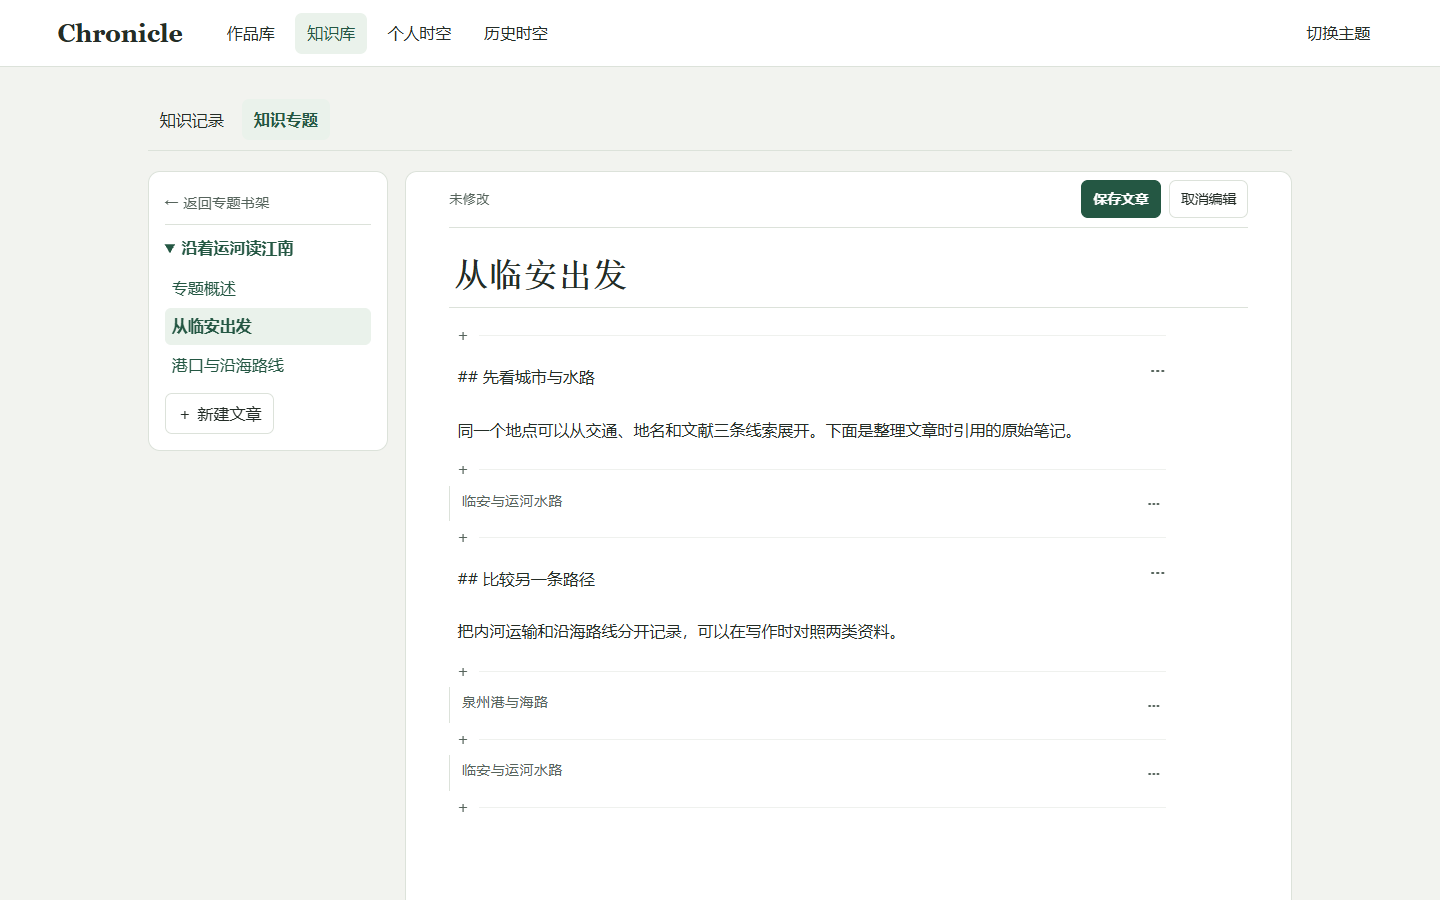 Chronicle 作品库 知识库 个人时空 历史时空 切换主题
知识记录 知识专题
← 返回专题书架
▼ 沿着运河读江南
专题概述
从临安出发
港口与沿海路线
+ 新建文章
未修改 保存文章 取消编辑
从临安出发
+
## 先看城市与水路 ...
同一个地点可以从交通、地名和文献三条线索展开。下面是整理文章时引用的原始笔记。
+
临安与运河水路 ...
+
## 比较另一条路径 ...
把内河运输和沿海路线分开记录，可以在写作时对照两类资料。
+
泉州港与海路 ...
+
临安与运河水路 ...
+